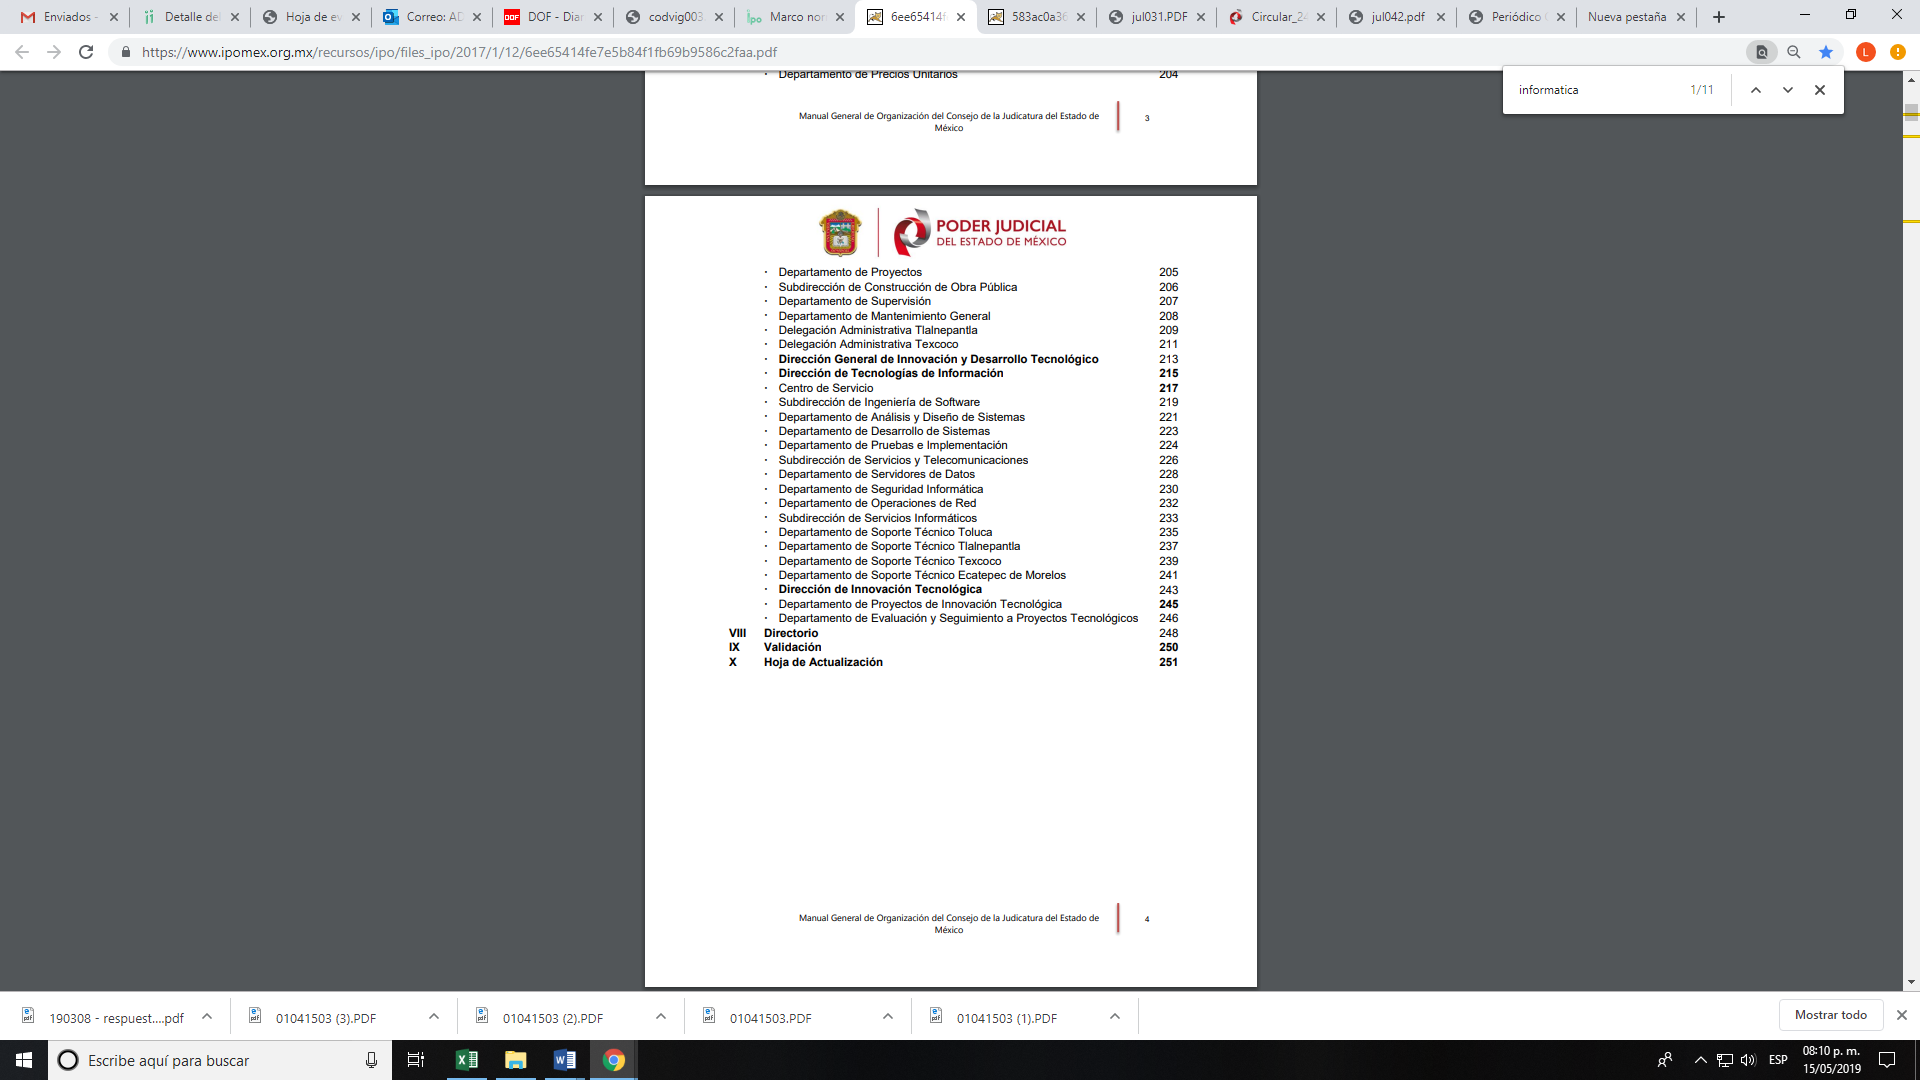 Enviados -
Detalle del
Hoja de ev
Correo: AD
DOF
DOF - Diar
codvig003.
ipo
Marco nor
6ee65414f
583ac0a36
jul031.PDF
Circular_24
jul042.pdf
Periódico
Nueva pestaña
https://www.ipomex.org.mx/recursos/ipo/files_ipo/2017/1/12/6ee65414fe7e5b84f1fb69b9586c2faa.pdf
L
informatica 1/11
· Departamento de Precios Unitarios 204
Manual General de Organización del Consejo de la Judicatura del Estado de
México
3
PODER JUDICIAL
DEL ESTADO DE MÉXICO
· Departamento de Proyectos 205
· Subdirección de Construcción de Obra Pública 206
· Departamento de Supervisión 207
· Departamento de Mantenimiento General 208
· Delegación Administrativa Tlalnepantla 209
· Delegación Administrativa Texcoco 211
· Dirección General de Innovación y Desarrollo Tecnológico 213
· Dirección de Tecnologías de Información 215
· Centro de Servicio 217
· Subdirección de Ingeniería de Software 219
· Departamento de Análisis y Diseño de Sistemas 221
· Departamento de Desarrollo de Sistemas 223
· Departamento de Pruebas e Implementación 224
· Subdirección de Servicios y Telecomunicaciones 226
· Departamento de Servidores de Datos 228
· Departamento de Seguridad Informática 230
· Departamento de Operaciones de Red 232
· Subdirección de Servicios Informáticos 233
· Departamento de Soporte Técnico Toluca 235
· Departamento de Soporte Técnico Tlalnepantla 237
· Departamento de Soporte Técnico Texcoco 239
· Departamento de Soporte Técnico Ecatepec de Morelos 241
· Dirección de Innovación Tecnológica 243
· Departamento de Proyectos de Innovación Tecnológica 245
· Departamento de Evaluación y Seguimiento a Proyectos Tecnológicos 246
VIII Directorio 248
IX Validación 250
X Hoja de Actualización 251
Manual General de Organización del Consejo de la Judicatura del Estado de
México
4
190308 - respuest....pdf
01041503 (3).PDF
01041503 (2).PDF
01041503.PDF
01041503 (1).PDF
Mostrar todo
Escribe aquí para buscar
ESP
08:10 p. m.
15/05/2019